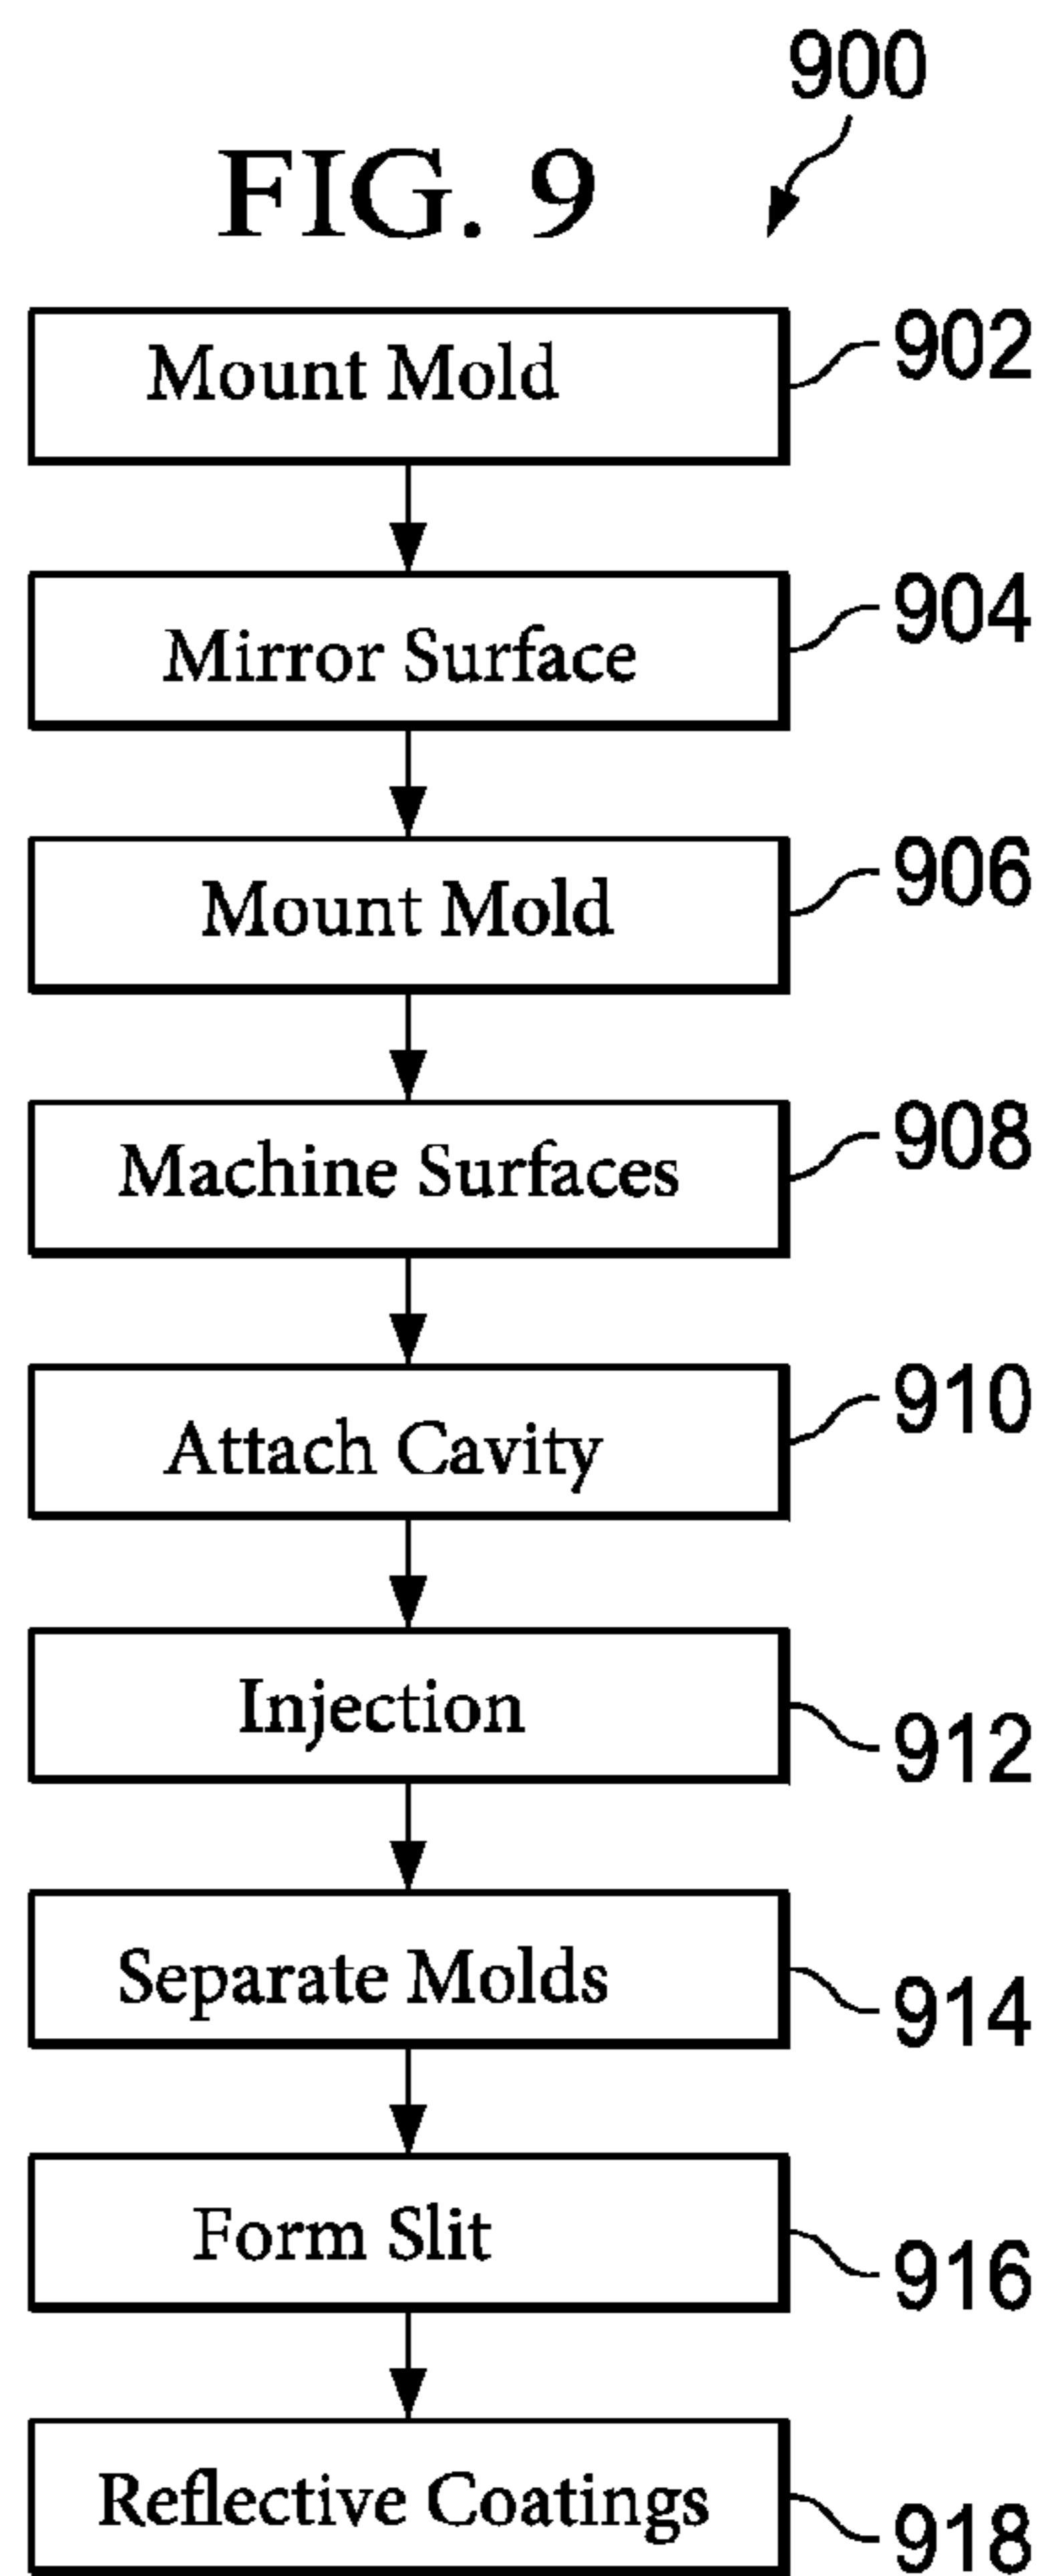 900
FIG. 9
Mount Mold
902
Mirror Surface
904
Mount Mold
906
Machine Surfaces
908
Attach Cavity
910
Injection
912
Separate Molds
914
Form Slit
916
Reflective Coatings
918